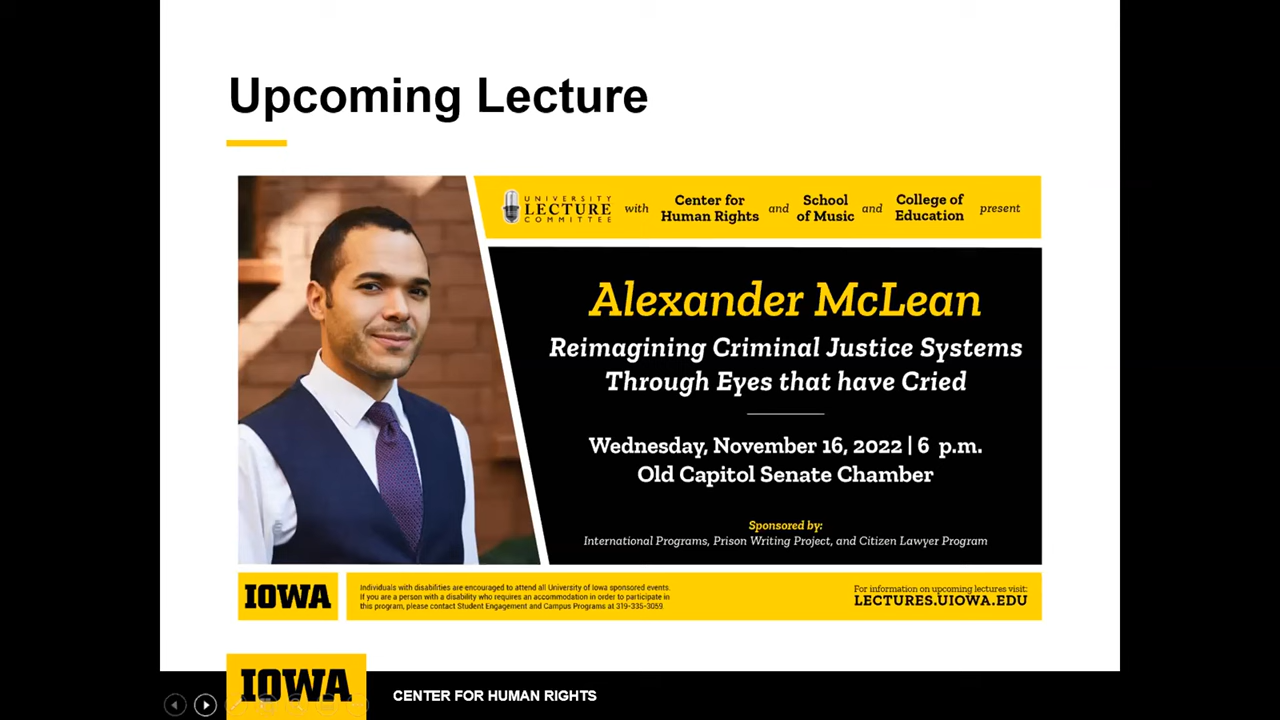 Upcoming Lecture
UNIVERSITY
LECTURE
COMMITTEE
with
Center for
Human Rights
and
School
of Music
and
College of
Education
present
Alexander McLean
Reimagining Criminal Justice Systems
Through Eyes that have Cried
Wednesday, November 16, 2022 | 6 p.m.
Old Capitol Senate Chamber
Sponsored by:
International Programs, Prison Writing Project, and Citizen Lawyer Program
IOWA
Individuals with disabilities are encouraged to attend all University of Iowa sponsored events.
If you are a person with a disability who requires an accommodation in order to participate in
this program, please contact Student Engagement and Campus Programs at 319-335-3059.
For information on upcoming lectures visit:
LECTURES.UIOWA.EDU
IOWA
CENTER FOR HUMAN RIGHTS